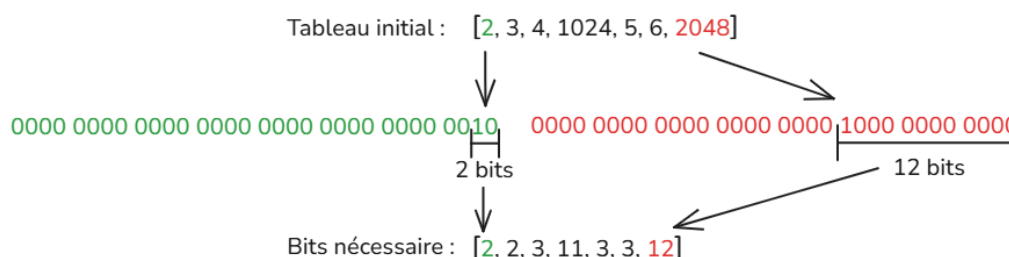 Tableau initial : [2, 3, 4, 1024, 5, 6, 2048]
0000 0000 0000 0000 0000 0000 0000 0010 0000 0000 0000 0000 0000 1000 0000 0000
2 bits 12 bits
Bits nécessaire : [2, 2, 3, 11, 3, 3, 12]